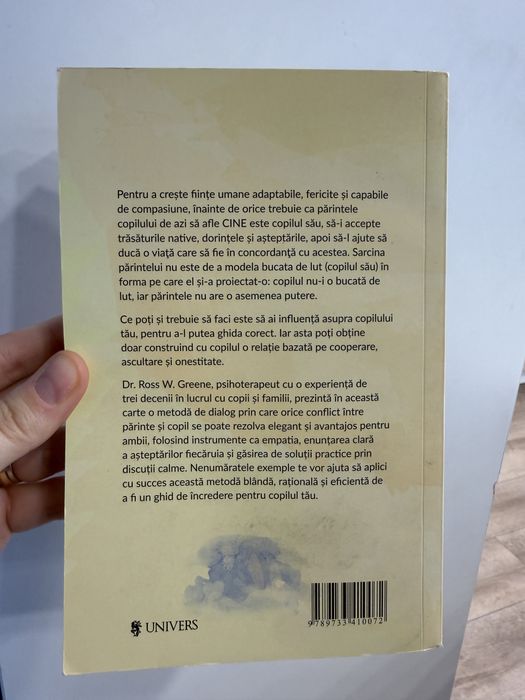 Pentru a crește ființe umane adaptabile, fericite și capabile
de compasiune, înainte de orice trebuie ca părintele
copilului de azi să afle CINE este copilul său, să-i accepte
trăsăturile native, dorințele și așteptările, apoi să-l ajute să
ducă o viață care să fie în concordanță cu acestea. Sarcina
părintelui nu este de a modela bucata de lut (copilul său) în
forma pe care el și-a proiectat-o: copilul nu-i o bucată de
lut, iar părintele nu are o asemenea putere.
Ce poți și trebuie să faci este să ai influență asupra copilului
tău, pentru a-l putea ghida corect. Iar asta poți obține
doar construind cu copilul o relație bazată pe cooperare,
ascultare și onestitate.
Dr. Ross W. Greene, psihoterapeut cu o experiență de
trei decenii în lucrul cu copii și familii, prezintă în această
carte o metodă de dialog prin care orice conflict între
părinte și copil se poate rezolva elegant și avantajos pentru
ambii, folosind instrumente ca empatia, enunțarea clară
a așteptărilor fiecăruia și găsirea de soluții practice prin
discuții calme. Nenumăratele exemple te vor ajuta să aplici
cu succes această metodă blândă, rațională și eficientă de
a fi un ghid de încredere pentru copilul tău.
UNIVERS
9789733410072